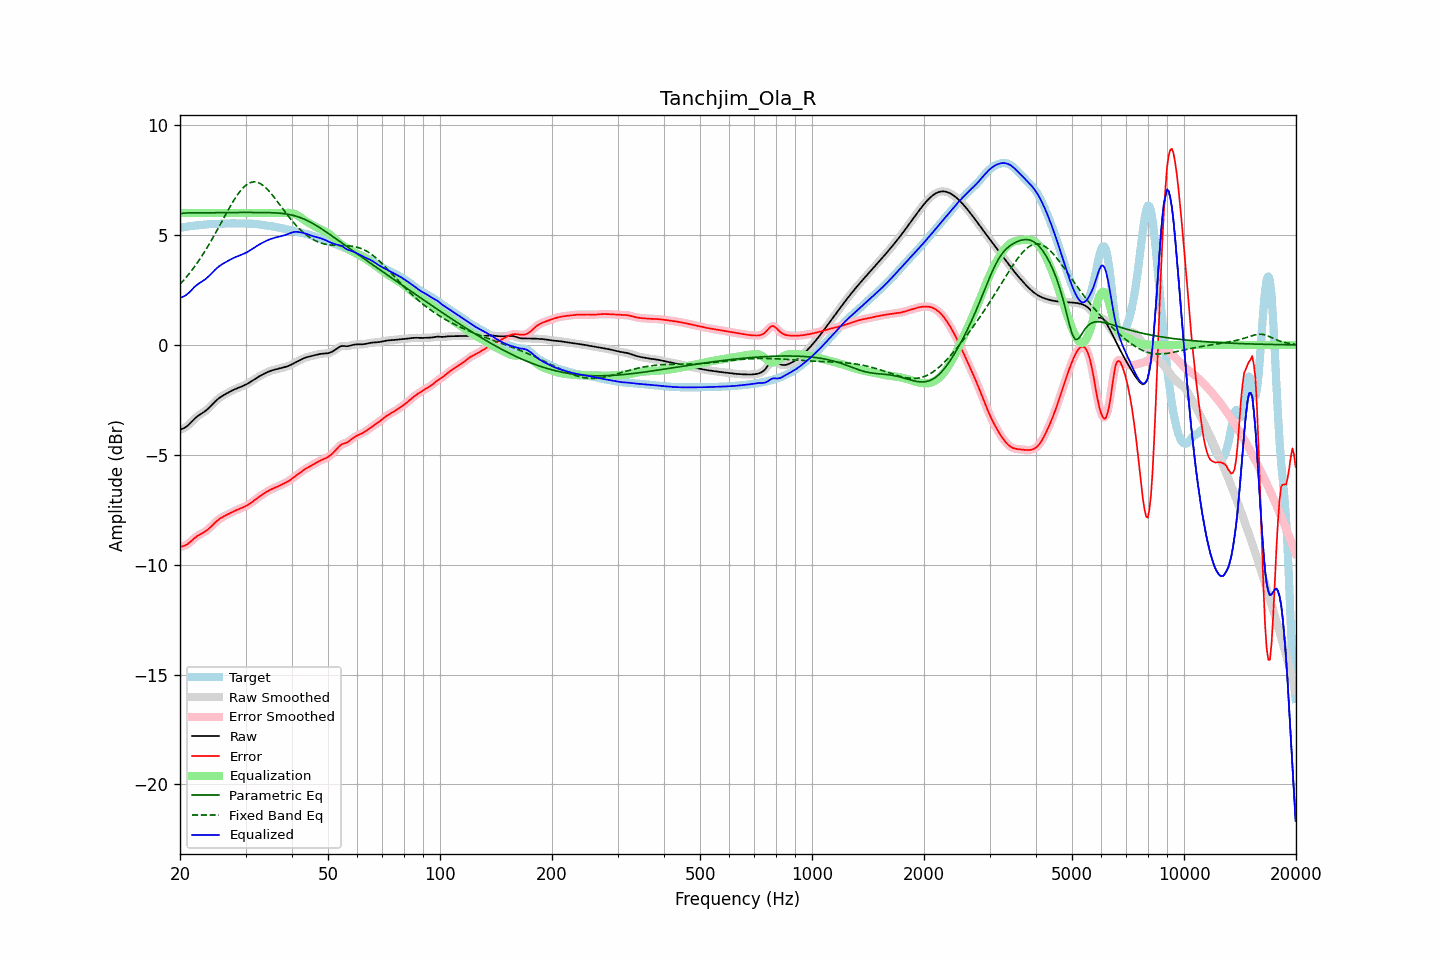 Tanchjim_Ola_R
10
5
0
−5
−10
−15
−20
Amplitude (dBr)
Target
Raw Smoothed
Error Smoothed
Raw
Error
Equalization
Parametric Eq
Fixed Band Eq
Equalized
20 50 100 200 500 1000 2000 5000 10000 20000
Frequency (Hz)